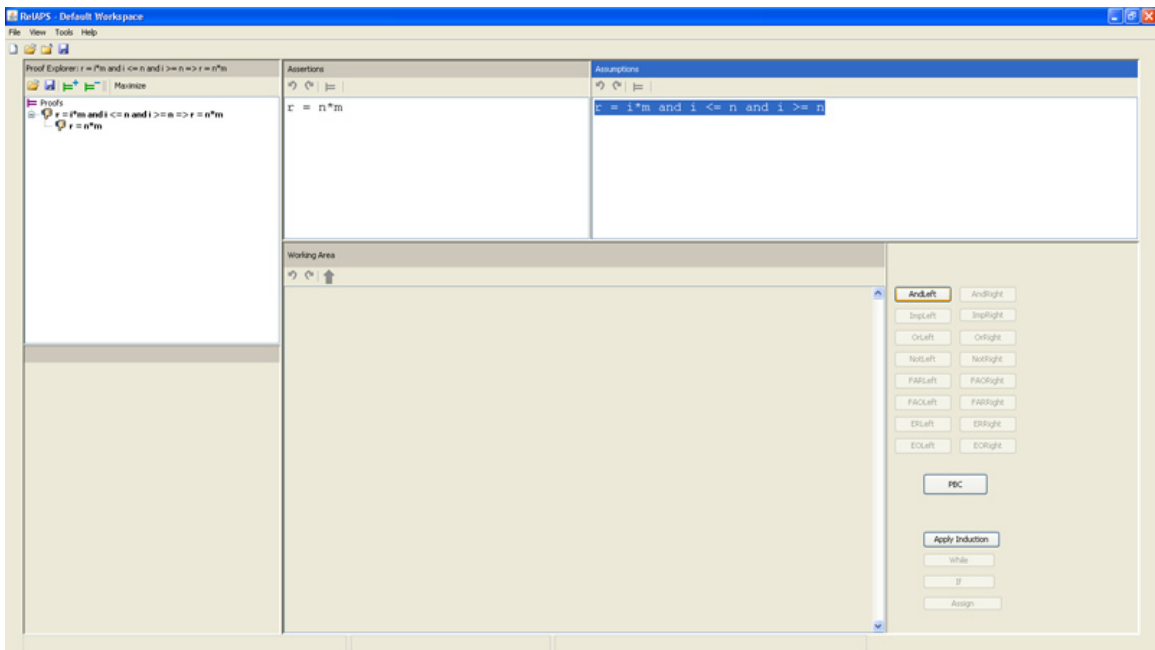 RelAPS - Default Workspace
File View Tools Help
Proof Explorer: r = i*m and i <= n and i >= n => r = n*m
Maximize
Proofs
r = i*m and i <= n and i >= n => r = n*m
r = n*m
Assertions
r = n*m
Assumptions
r = i*m and i <= n and i >= n
Working Area
AndLeft AndRight
ImpLeft ImpRight
OrLeft OrRight
NotLeft NotRight
FARLeft FAORight
FAOLeft FARRight
ERLeft ERRight
EOLeft EORight
PBC
Apply Induction
While
If
Assign